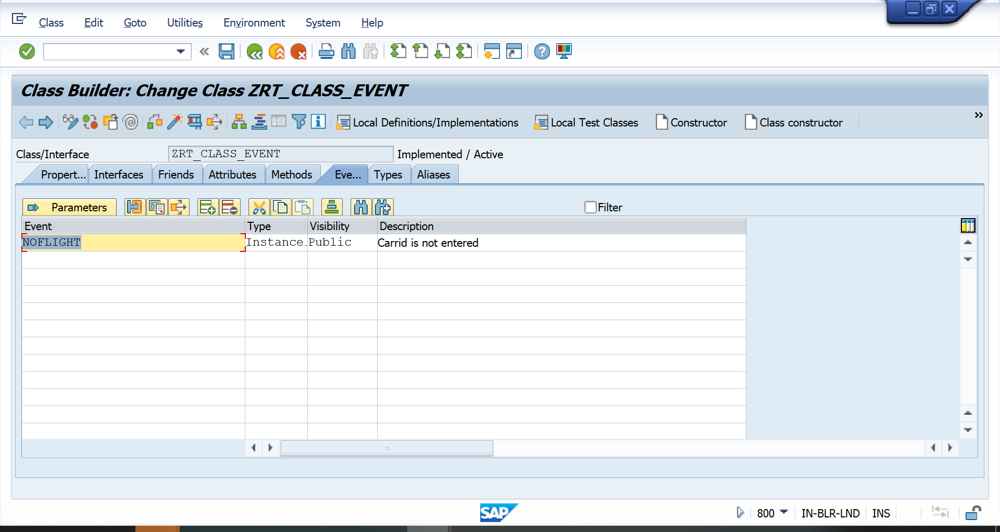 Class Edit Goto Utilities Environment System Help
Class Builder: Change Class ZRT_CLASS_EVENT
Local Definitions/Implementations Local Test Classes Constructor Class constructor
Class/Interface ZRT_CLASS_EVENT Implemented / Active
Propert... Interfaces Friends Attributes Methods Eve... Types Aliases
Parameters Filter
Event Type Visibility Description
NOFLIGHT Instance Public Carrid is not entered
SAP 800 IN-BLR-LND INS